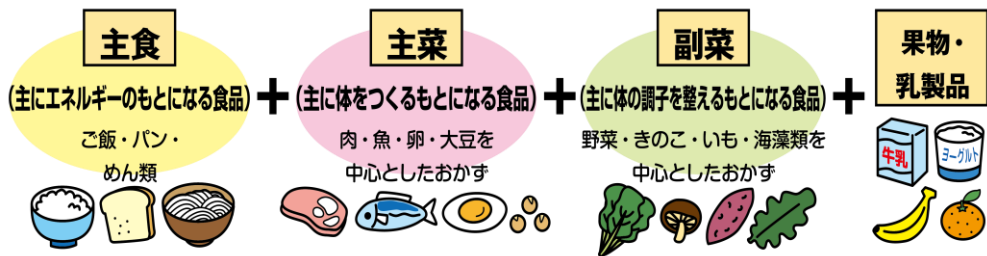 主食
(主にエネルギーのもとになる食品)
ご飯・パン・
めん類
+
主菜
(主に体をつくるもとになる食品)
肉・魚・卵・大豆を
中心としたおかず
+
副菜
(主に体の調子を整えるもとになる食品)
野菜・きのこ・いも・海藻類を
中心としたおかず
+
果物・
乳製品
牛乳
ヨーグルト